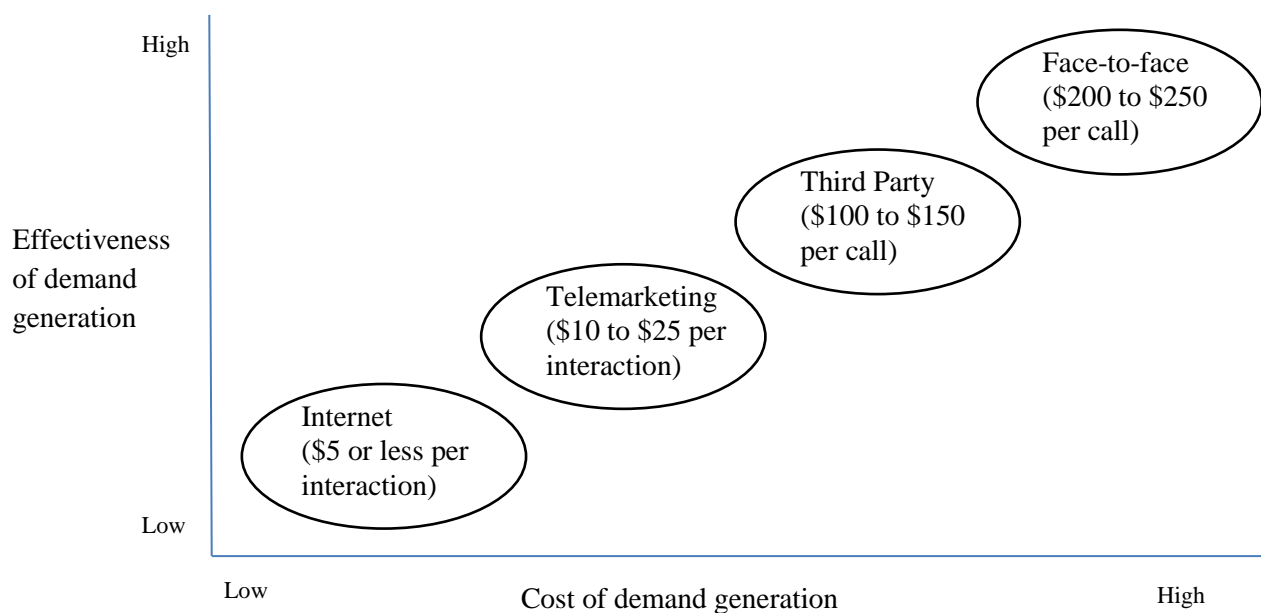 High
Face-to-face
($200 to $250
per call)
Third Party
($100 to $150
per call)
Effectiveness
of demand
generation
Telemarketing
($10 to $25 per
interaction)
Internet
($5 or less per
interaction)
Low
Low
Cost of demand generation
High